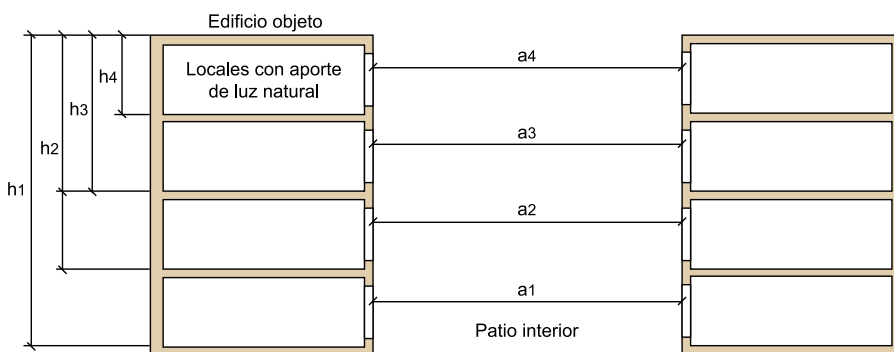 Edificio objeto
Locales con aporte
de luz natural
h4
h3
h2
h1
a4
a3
a2
a1
Patio interior